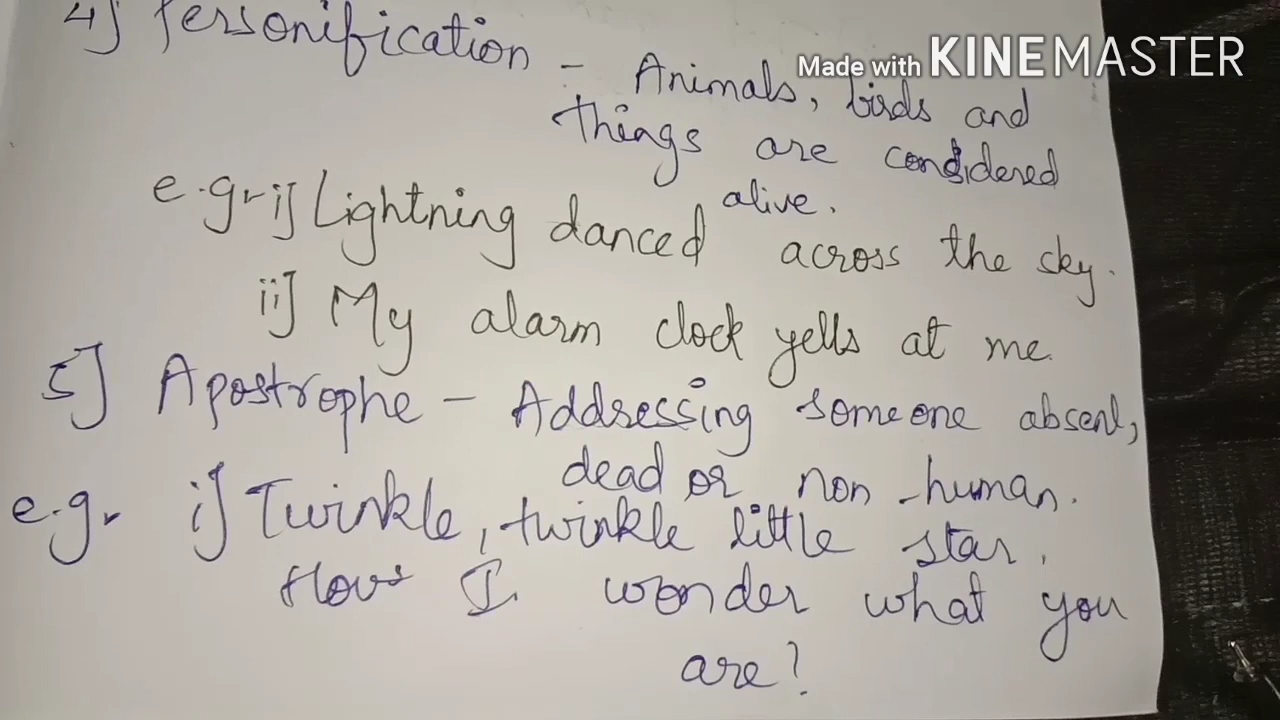 4] Personification -
Made with KINEMASTER
Animals, birds and
things are considered
alive.
e.g. i] Lightning danced across the sky.
ii] My alarm clock yells at me.
5] Apostrophe - Addressing someone absent,
dead or non-human.
e.g. i] Twinkle, twinkle little star.
How I wonder what you
are?